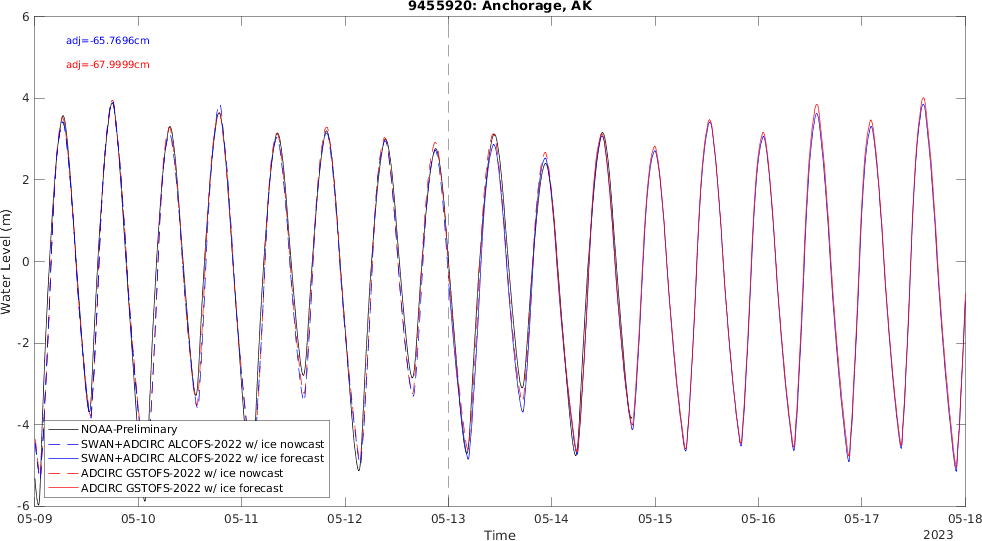 9455920: Anchorage, AK
6
adj=-65.7696cm
adj=-67.9999cm
4
2
0
-2
-4
-6
Water Level (m)
NOAA-Preliminary
SWAN+ADCIRC ALCOFS-2022 w/ ice nowcast
SWAN+ADCIRC ALCOFS-2022 w/ ice forecast
ADCIRC GSTOFS-2022 w/ ice nowcast
ADCIRC GSTOFS-2022 w/ ice forecast
05-09 05-10 05-11 05-12 05-13 05-14 05-15 05-16 05-17 05-18
Time
2023